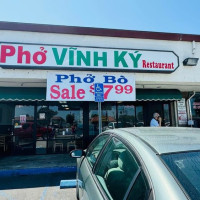 Phở VĨNH KÝ
Restaurant
Phở Bò
Sale $7.99